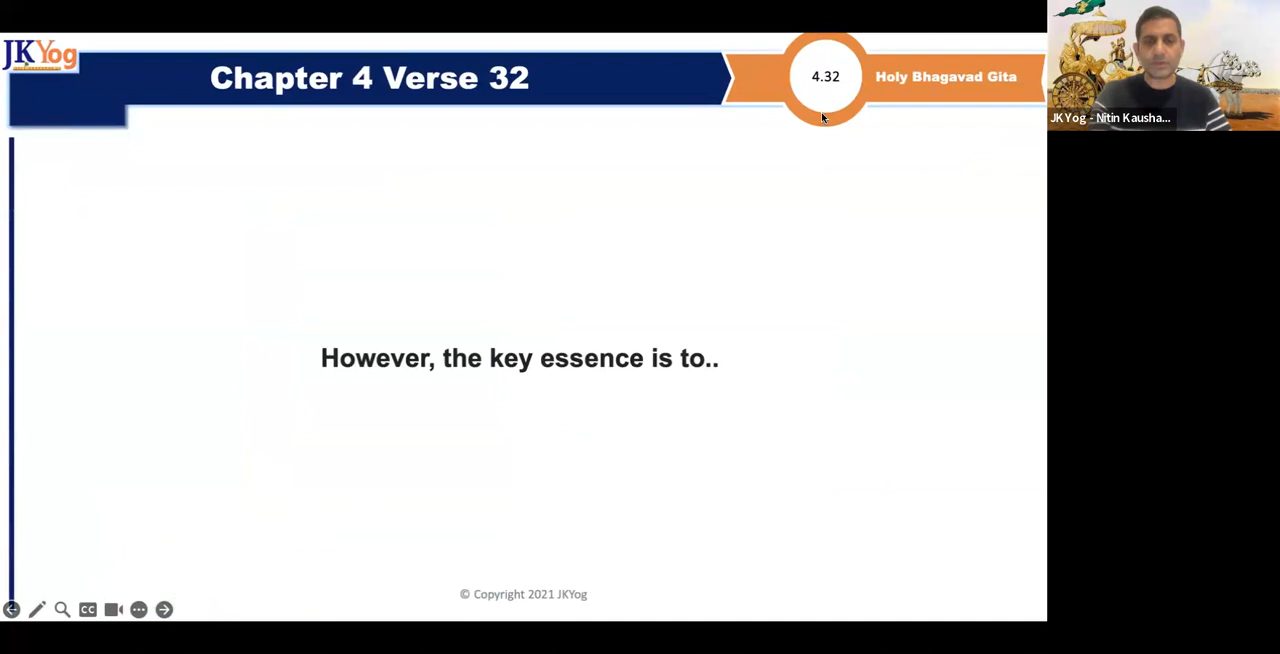 JKYog
Chapter 4 Verse 32
4.32
Holy Bhagavad Gita
JKYog - Nitin Kausha...
However, the key essence is to..
© Copyright 2021 JKYog
CC